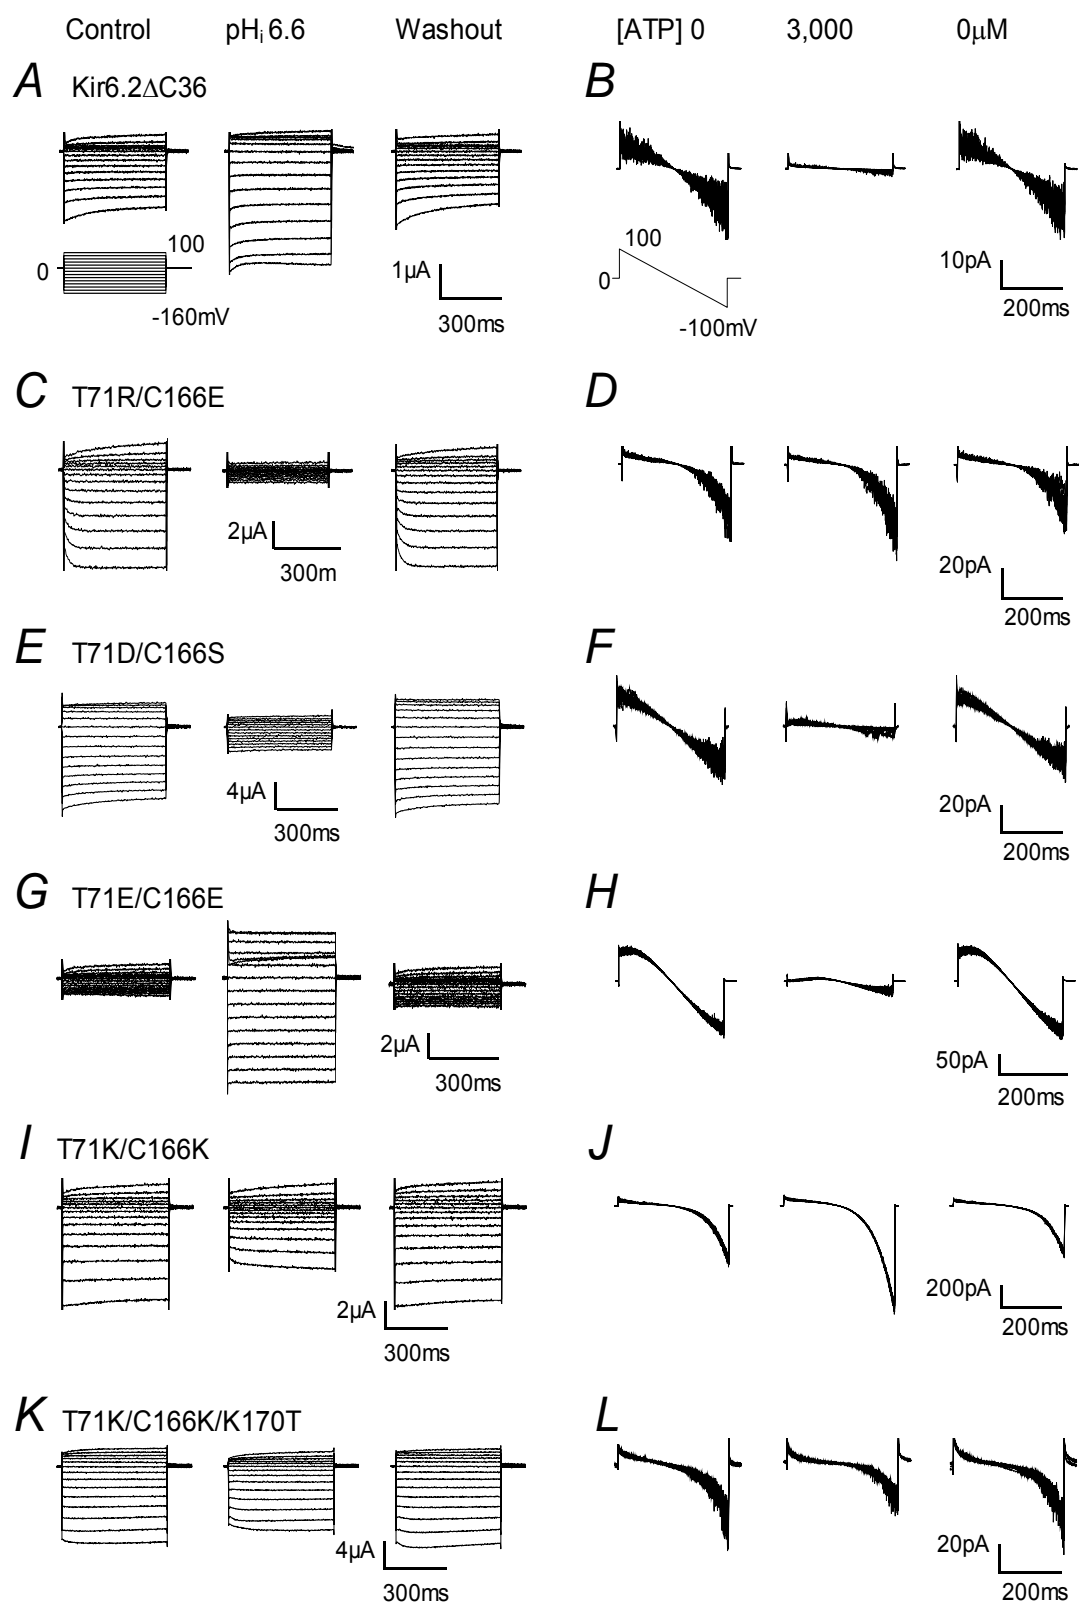 Control pHi 6.6 Washout [ATP] 0 3,000 0μM
A Kir6.2ΔC36 B
100
0
-160mV
1μA
300ms
100
0
-100mV
10pA
200ms
C T71R/C166E D
2μA
300m
20pA
200ms
E T71D/C166S F
4μA
300ms
20pA
200ms
G T71E/C166E H
2μA
300ms
50pA
200ms
I T71K/C166K J
2μA
300ms
200pA
200ms
K T71K/C166K/K170T L
4μA
300ms
20pA
200ms